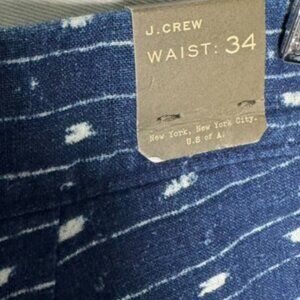 J.CREW
WAIST: 34
New York, New York City.
U.S of A.